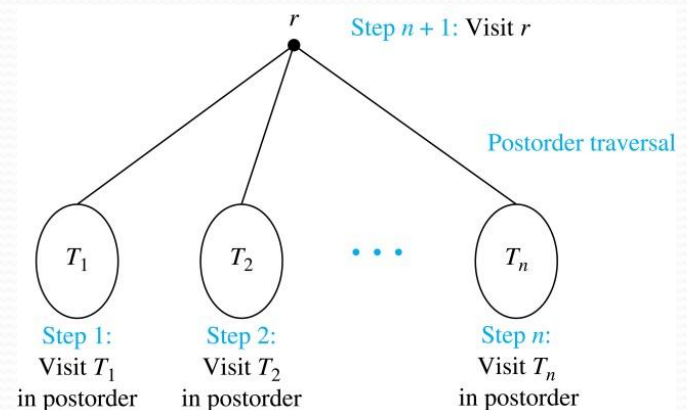 r
Step n + 1: Visit r
Postorder traversal
T₁
T₂
• • •
Tₙ
Step 1:
Visit T₁
in postorder
Step 2:
Visit T₂
in postorder
Step n:
Visit Tₙ
in postorder